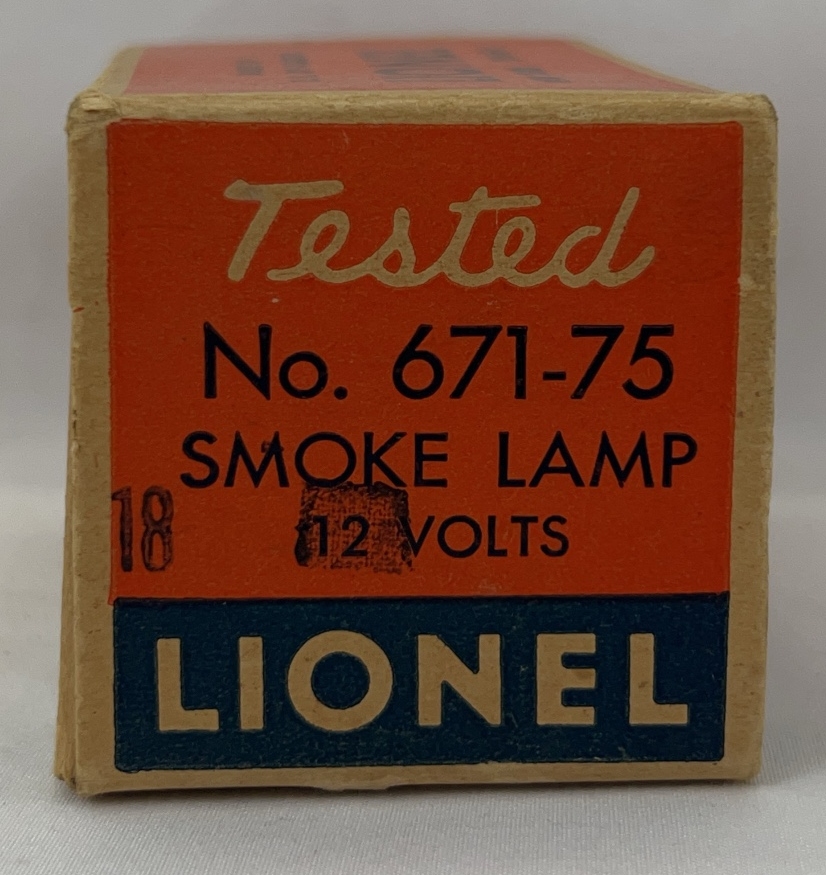 Tested
No. 671-75
SMOKE LAMP
18 12 VOLTS
LIONEL